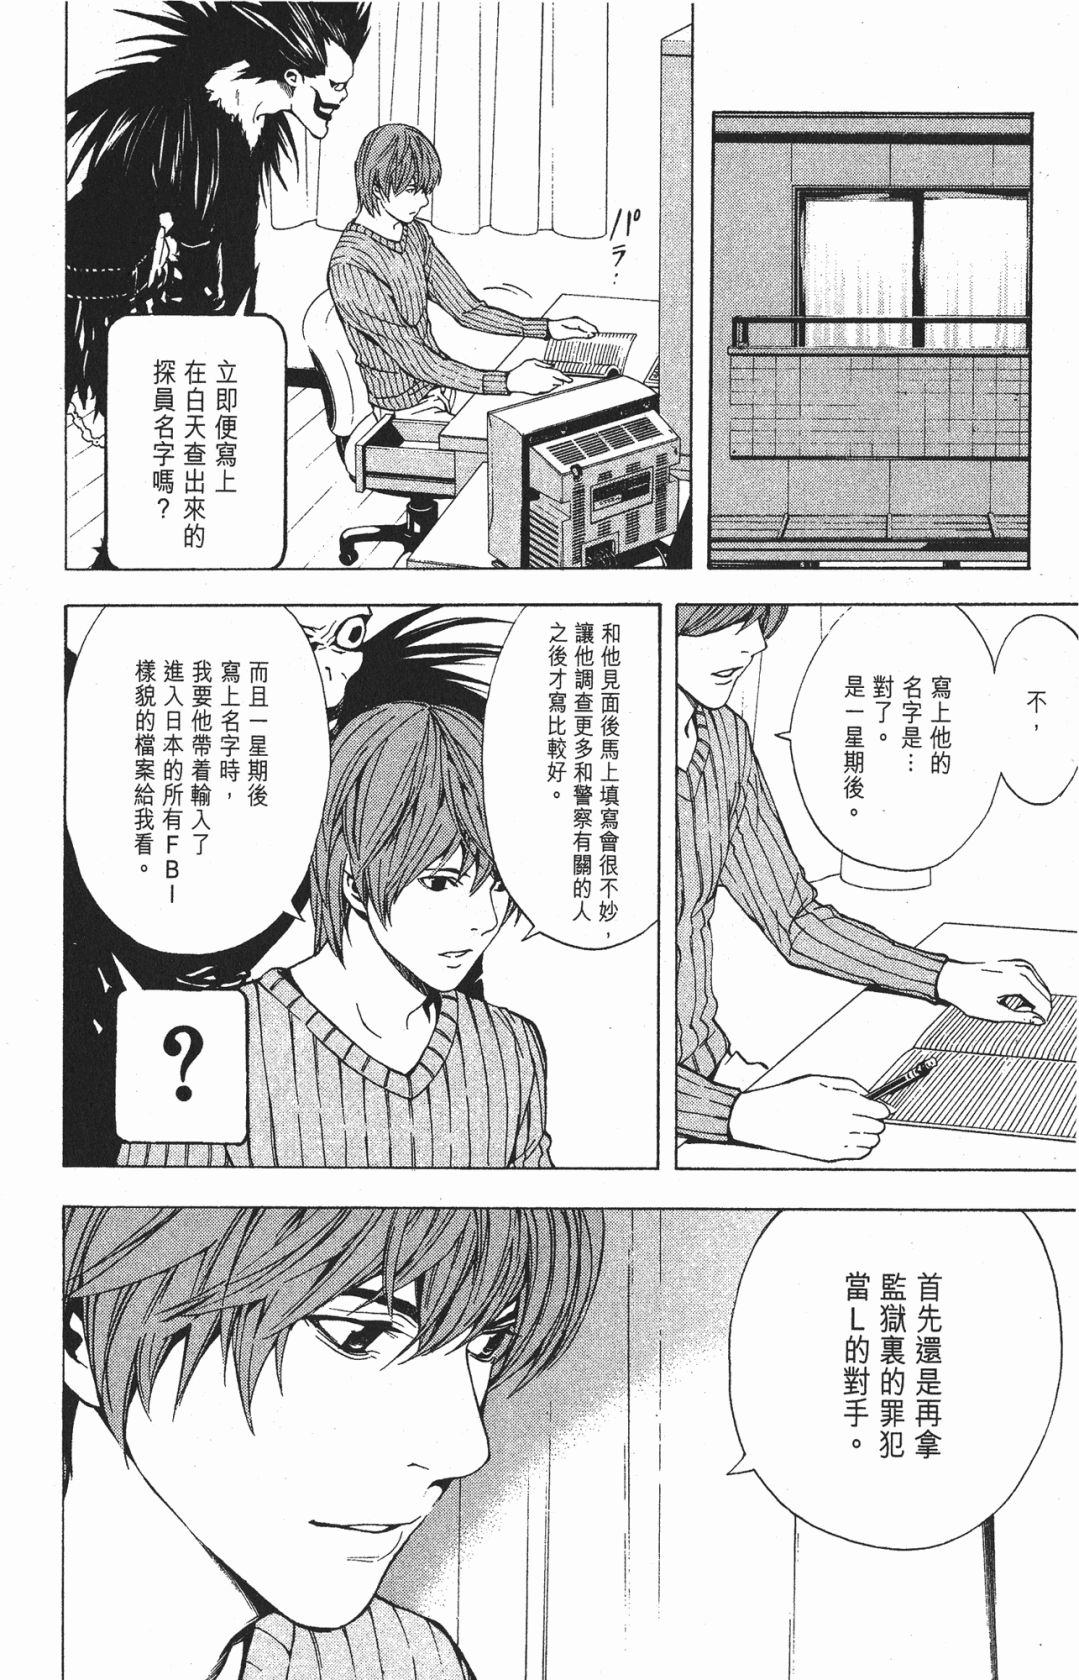 パラ・
立即便寫上
在白天查出來的
探員名字嗎？
不，
寫上他的
名字是…
對了。
是一星期後。
和他見面後馬上填寫會很不妙，
讓他調查更多和警察有關的人
之後才寫比較好。
而且一星期後
寫上名字時，
我要他帶着輸入了
進入日本的所有FBI
樣貌的檔案給我看。
？
首先還是再拿
監獄裏的罪犯
當L的對手。